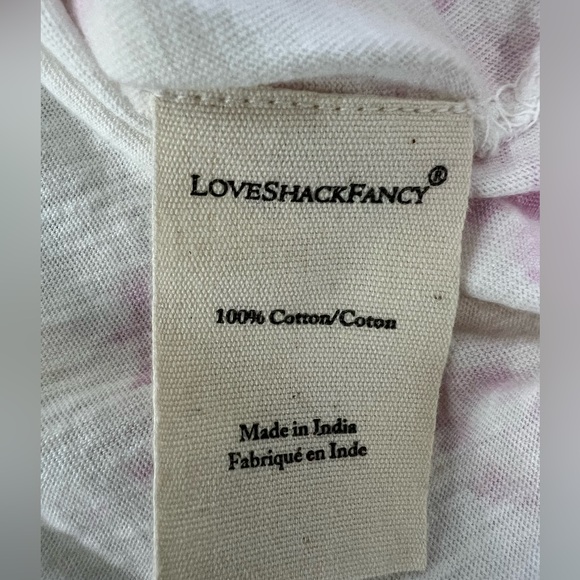 LOVESHACKFANCY®
100% Cotton/Coton
Made in India
Fabriqué en Inde